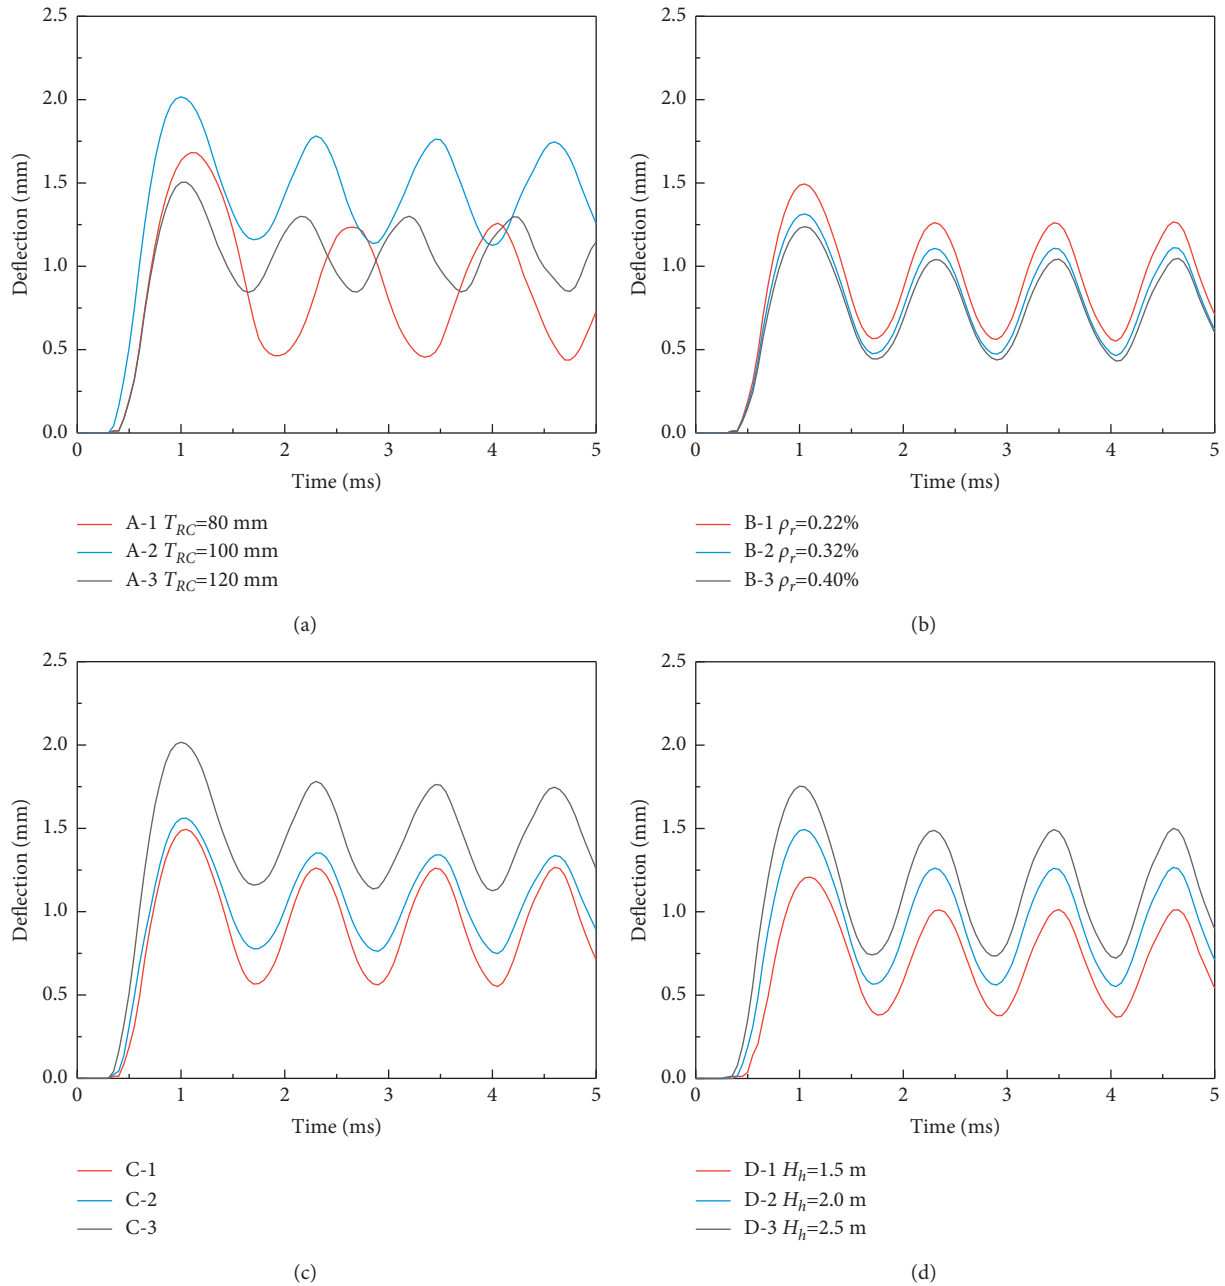 2.5
2.0
1.5
1.0
0.5
0.0
Deflection (mm)
0 1 2 3 4 5
Time (ms)
A-1 T_RC=80 mm
A-2 T_RC=100 mm
A-3 T_RC=120 mm
(a)
2.5
2.0
1.5
1.0
0.5
0.0
Deflection (mm)
0 1 2 3 4 5
Time (ms)
B-1 ρ_r=0.22%
B-2 ρ_r=0.32%
B-3 ρ_r=0.40%
(b)
2.5
2.0
1.5
1.0
0.5
0.0
Deflection (mm)
0 1 2 3 4 5
Time (ms)
C-1
C-2
C-3
(c)
2.5
2.0
1.5
1.0
0.5
0.0
Deflection (mm)
0 1 2 3 4 5
Time (ms)
D-1 H_h=1.5 m
D-2 H_h=2.0 m
D-3 H_h=2.5 m
(d)